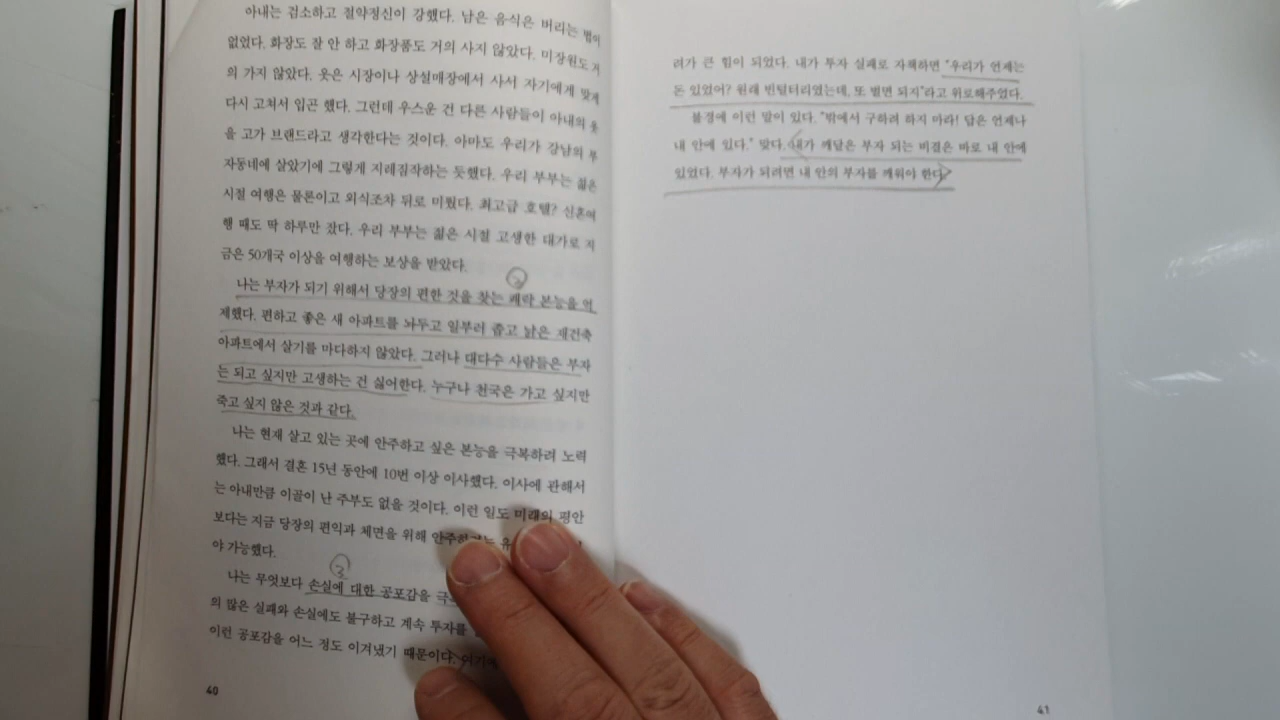 아내는 검소하고 절약정신이 강했다. 남은 음식은 버리는 법이
없었다. 화장도 잘 안 하고 화장품도 거의 사지 않았다. 미장원도 거
의 가지 않았다. 옷은 시장이나 상설매장에서 사서 자기에게 맞게
다시 고쳐서 입곤 했다. 그런데 우스운 건 다른 사람들이 아내의 옷
을 고가 브랜드라고 생각한다는 것이다. 아마도 우리가 강남의 부
자동네에 살았기에 그렇게 지레짐작하는 듯했다. 우리 부부는 젊은
시절 여행은 물론이고 외식조차 뒤로 미뤘다. 최고급 호텔? 신혼여
행 때도 딱 하루만 잤다. 우리 부부는 젊은 시절 고생한 대가로 지
금은 50개국 이상을 여행하는 보상을 받았다.
②
나는 부자가 되기 위해서 당장의 편한 것을 찾는 쾌락 본능을 억
제했다. 편하고 좋은 새 아파트를 놔두고 일부러 좁고 낡은 재건축
아파트에서 살기를 마다하지 않았다. 그러나 대다수 사람들은 부자
는 되고 싶지만 고생하는 건 싫어한다. 누구나 천국은 가고 싶지만
죽고 싶지 않은 것과 같다.
나는 현재 살고 있는 곳에 안주하고 싶은 본능을 극복하려 노력
했다. 그래서 결혼 15년 동안에 10번 이상 이사했다. 이사에 관해서
는 아내만큼 이골이 난 주부도 없을 것이다. 이런 일도 미래의 평안
보다는 지금 당장의 편익과 체면을 위해
야 가능했다.
③
나는 무엇보다 손실에 대한 공포감을
의 많은 실패와 손실에도 불구하고 계속 투자를
이런 공포감을 어느 정도 이겨냈기 때문이다. 여기에
40
려가 큰 힘이 되었다. 내가 투자 실패로 자책하면 "우리가 언제는
돈 있었어? 원래 빈털터리였는데, 또 벌면 되지"라고 위로해주었다.
불경에 이런 말이 있다. "밖에서 구하려 하지 마라! 답은 언제나
내 안에 있다." 맞다. 내가 깨달은 부자 되는 비결은 바로 내 안에
있었다. 부자가 되려면 내 안의 부자를 깨워야 한다.
41